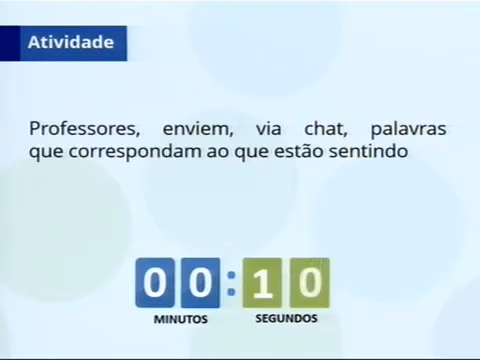 Atividade
Professores, enviem, via chat, palavras
que correspondam ao que estão sentindo
00:10
MINUTOS SEGUNDOS